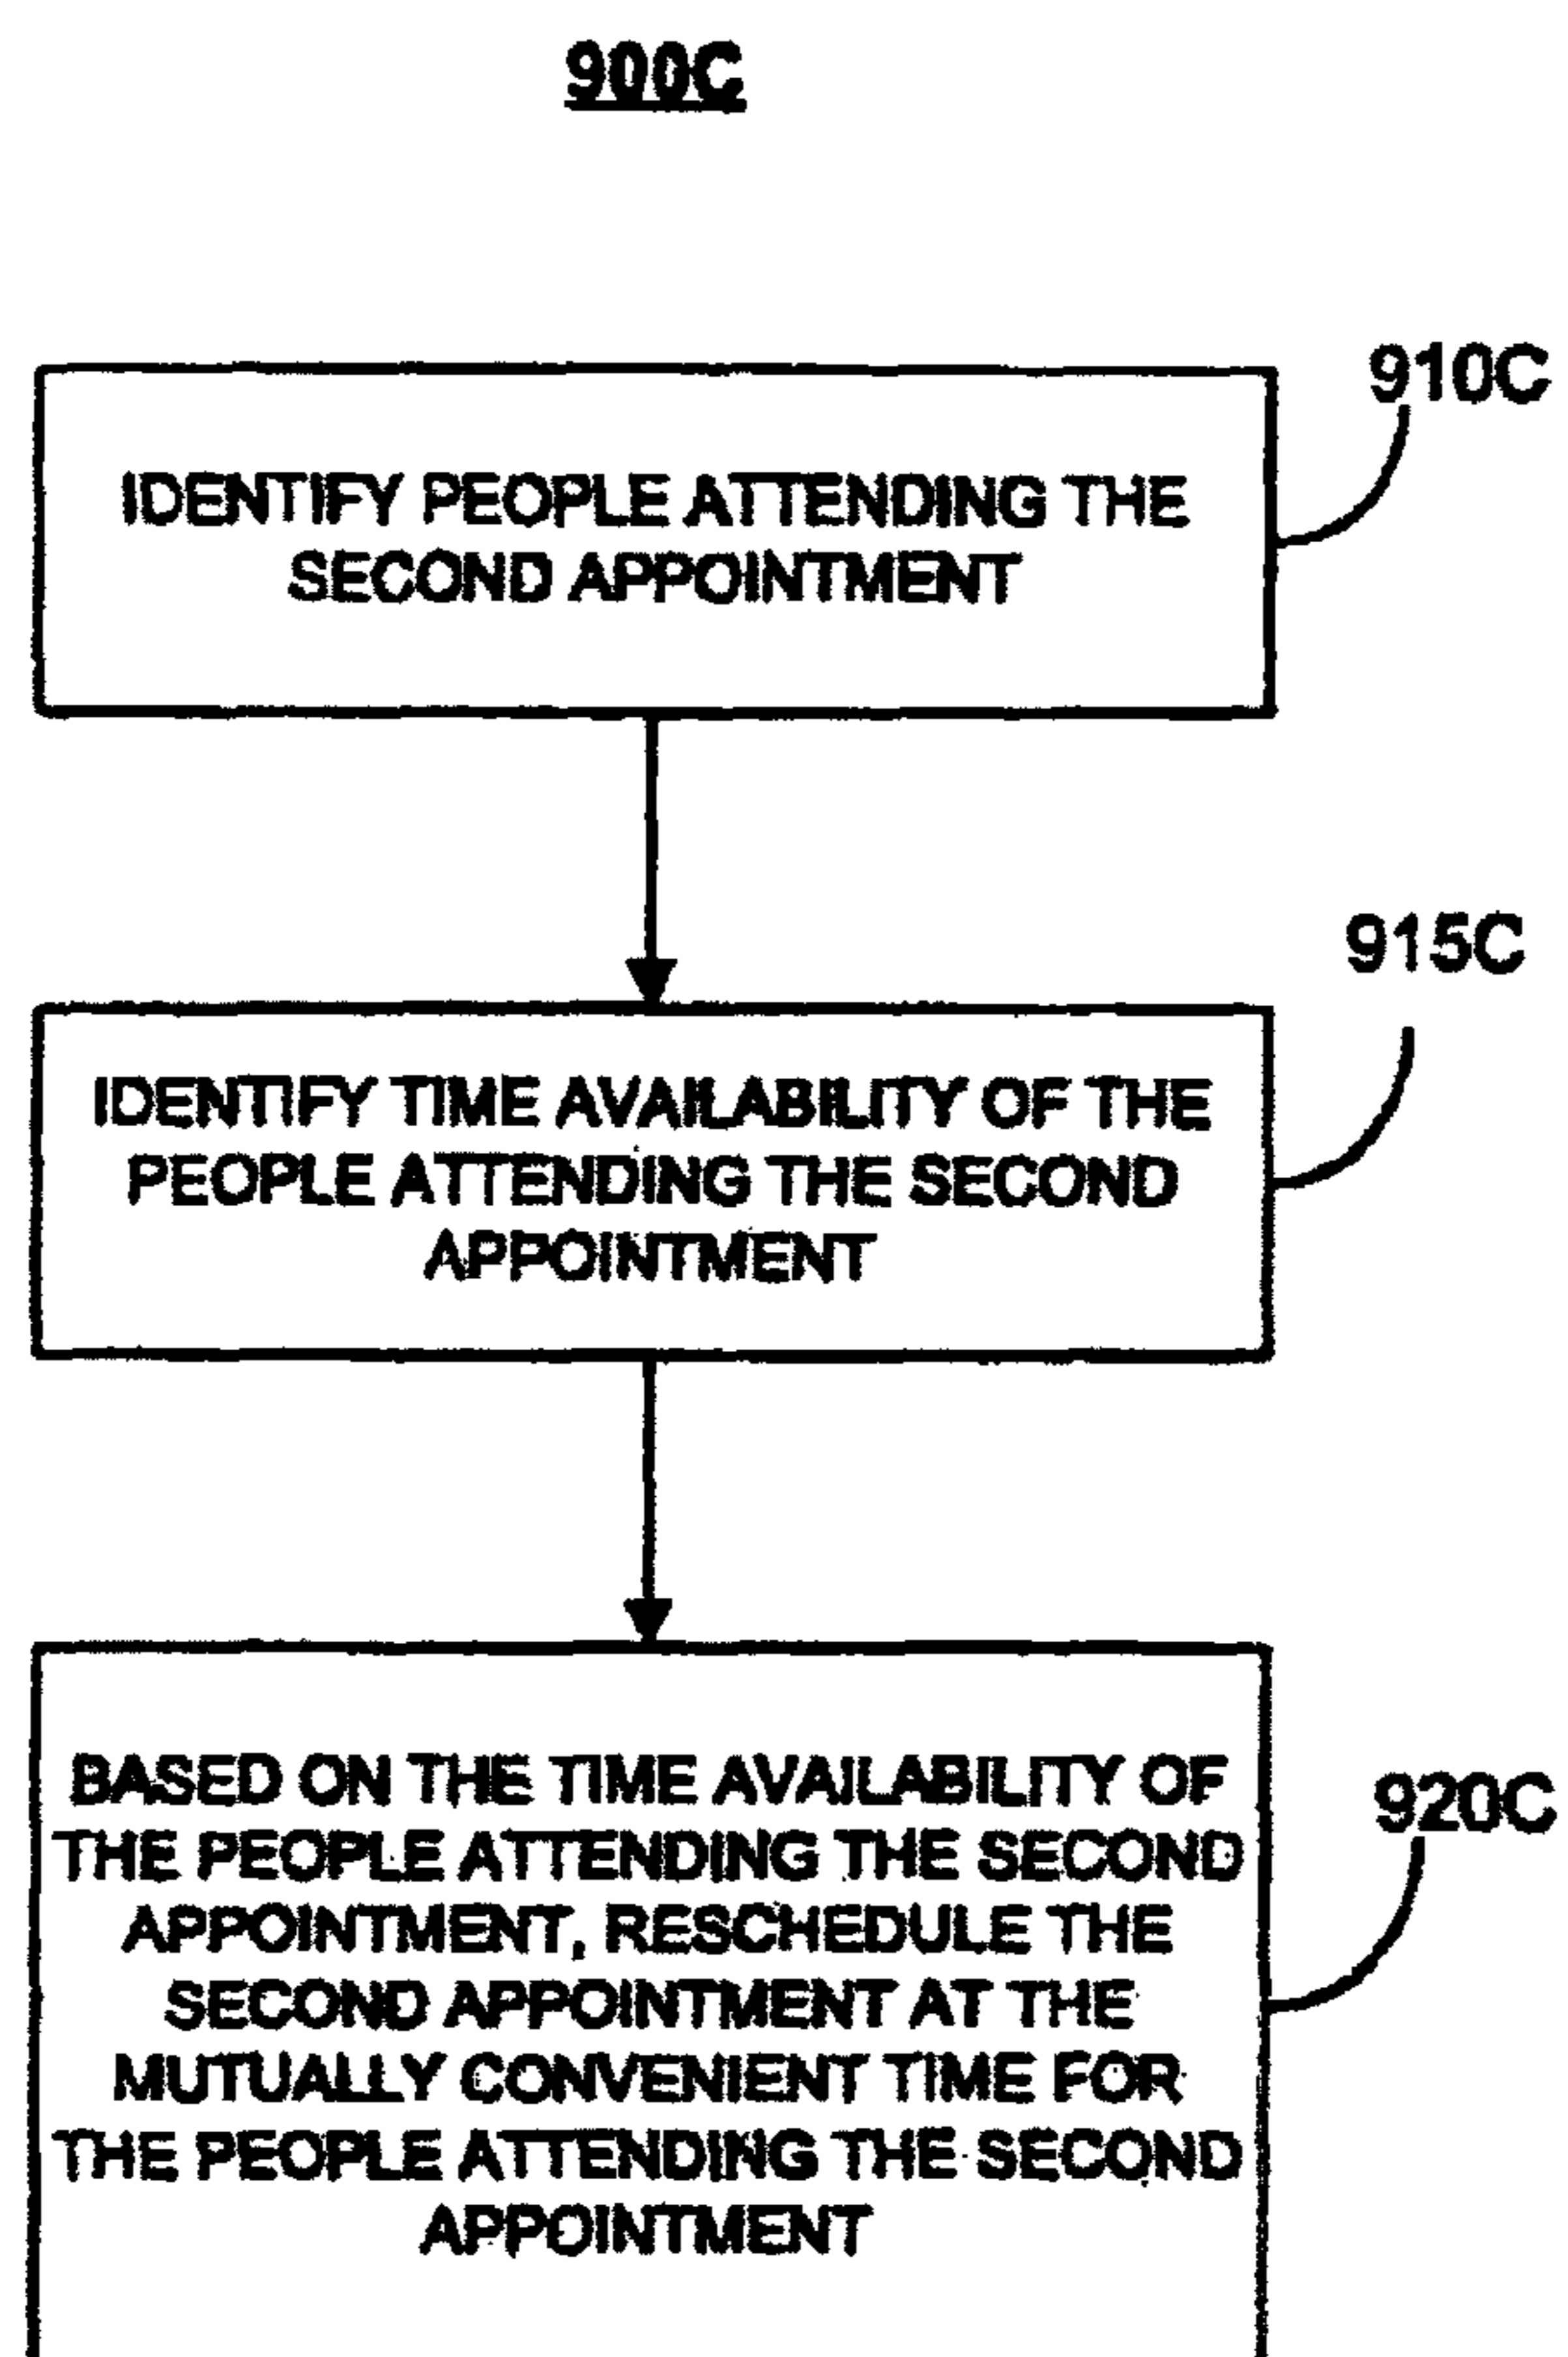 900C
910C
IDENTIFY PEOPLE ATTENDING THE
SECOND APPOINTMENT
915C
IDENTIFY TIME AVAILABILITY OF THE
PEOPLE ATTENDING THE SECOND
APPOINTMENT
BASED ON THE TIME AVAILABILITY OF
920C
THE PEOPLE ATTENDING THE SECOND
APPOINTMENT, RESCHEDULE THE
SECOND APPOINTMENT AT THE
MUTUALLY CONVENIENT TIME FOR
THE PEOPLE ATTENDING THE SECOND
APPOINTMENT